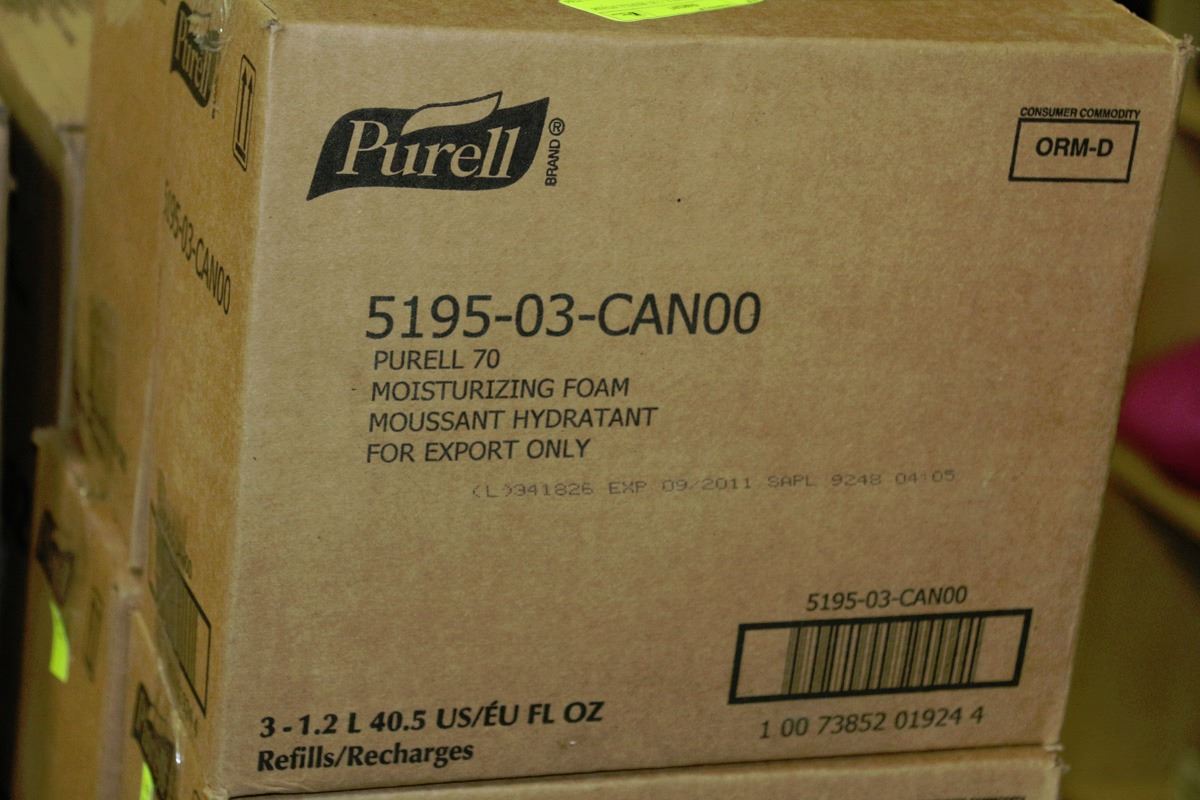 Purell
BRAND®
CONSUMER COMMODITY
ORM-D
Purell
5195-03-CAN00
5195-03-CAN00
PURELL 70
MOISTURIZING FOAM
MOUSSANT HYDRATANT
FOR EXPORT ONLY
(L)341826 EXP 09/2011 SAPL 9248 04:05
5195-03-CAN00
1 00 73852 01924 4
3 - 1.2 L 40.5 US/ÉU FL OZ
Refills/Recharges